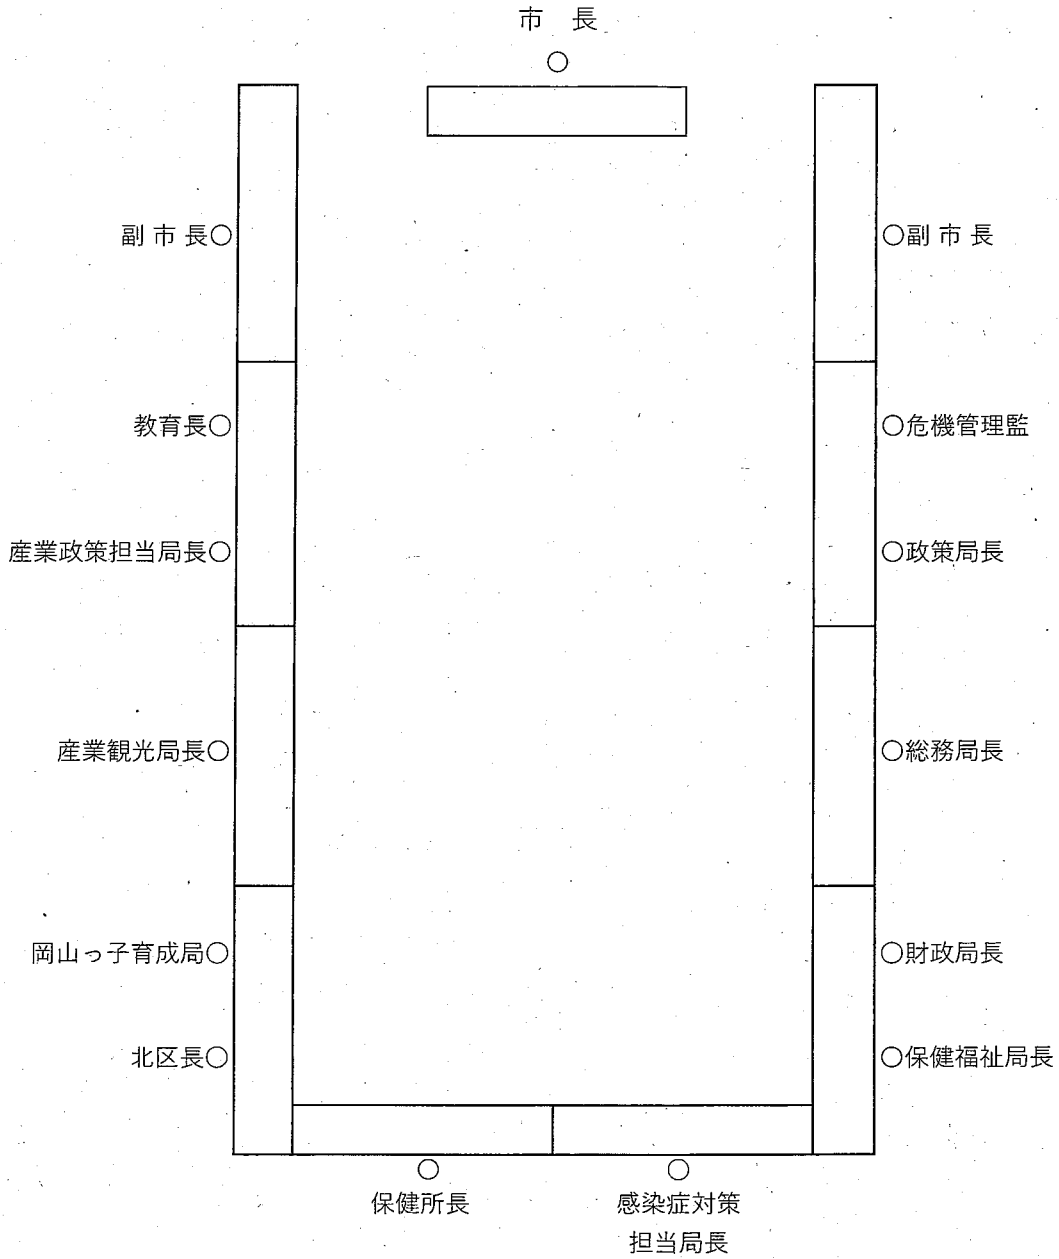 市 長
○
副 市 長○
○副 市 長
教育長○
○危機管理監
産業政策担当局長○
○政策局長
産業観光局長○
○総務局長
岡山っ子育成局○
○財政局長
北区長○
○保健福祉局長
○
○
保健所長
感染症対策
担当局長